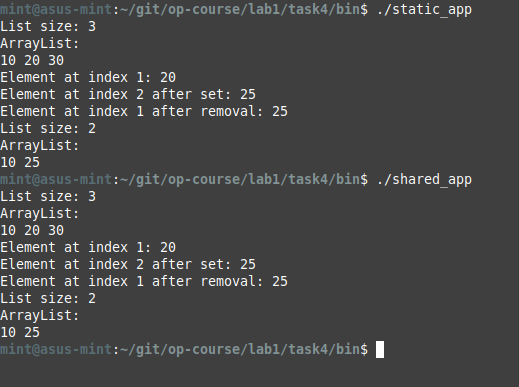 mint@asus-mint:~/git/op-course/lab1/task4/bin$ ./static_app
List size: 3
ArrayList:
10 20 30
Element at index 1: 20
Element at index 2 after set: 25
Element at index 1 after removal: 25
List size: 2
ArrayList:
10 25
mint@asus-mint:~/git/op-course/lab1/task4/bin$ ./shared_app
List size: 3
ArrayList:
10 20 30
Element at index 1: 20
Element at index 2 after set: 25
Element at index 1 after removal: 25
List size: 2
ArrayList:
10 25
mint@asus-mint:~/git/op-course/lab1/task4/bin$